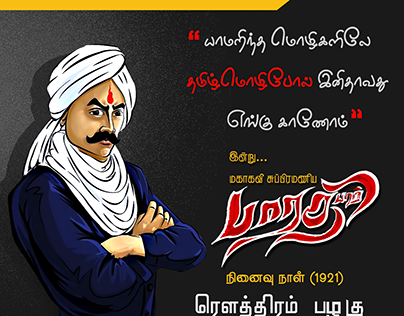 “ யாமறிந்த மொழிகளிலே
தமிழ்மொழிபோல் இனிதாவது
எங்கு காணோம் ”
இன்று...
மகாகவி சுப்பிரமணிய
பாரதியார்
நினைவு நாள் (1921)
ரௌத்திரம் பழகு